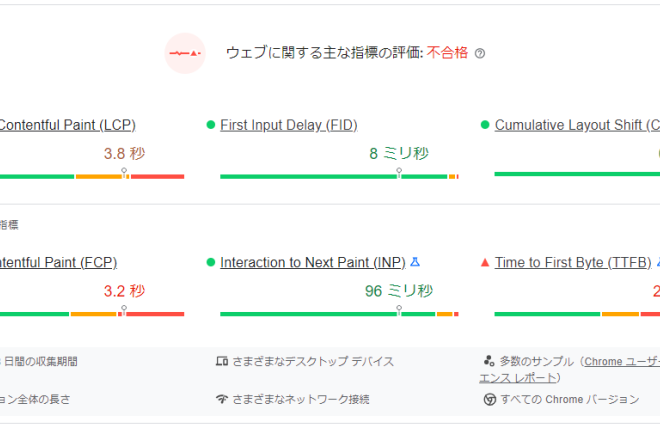 ウェブに関する主な指標の評価: 不合格
Contentful Paint (LCP)
3.8 秒
First Input Delay (FID)
8 ミリ秒
Cumulative Layout Shift (C
指標
tentful Paint (FCP)
3.2 秒
Interaction to Next Paint (INP)
96 ミリ秒
Time to First Byte (TTFB)
2
日間の収集期間
さまざまなデスクトップ デバイス
多数のサンプル（Chrome ユーザー
エンス レポート）
ョン全体の長さ
さまざまなネットワーク接続
すべての Chrome バージョン